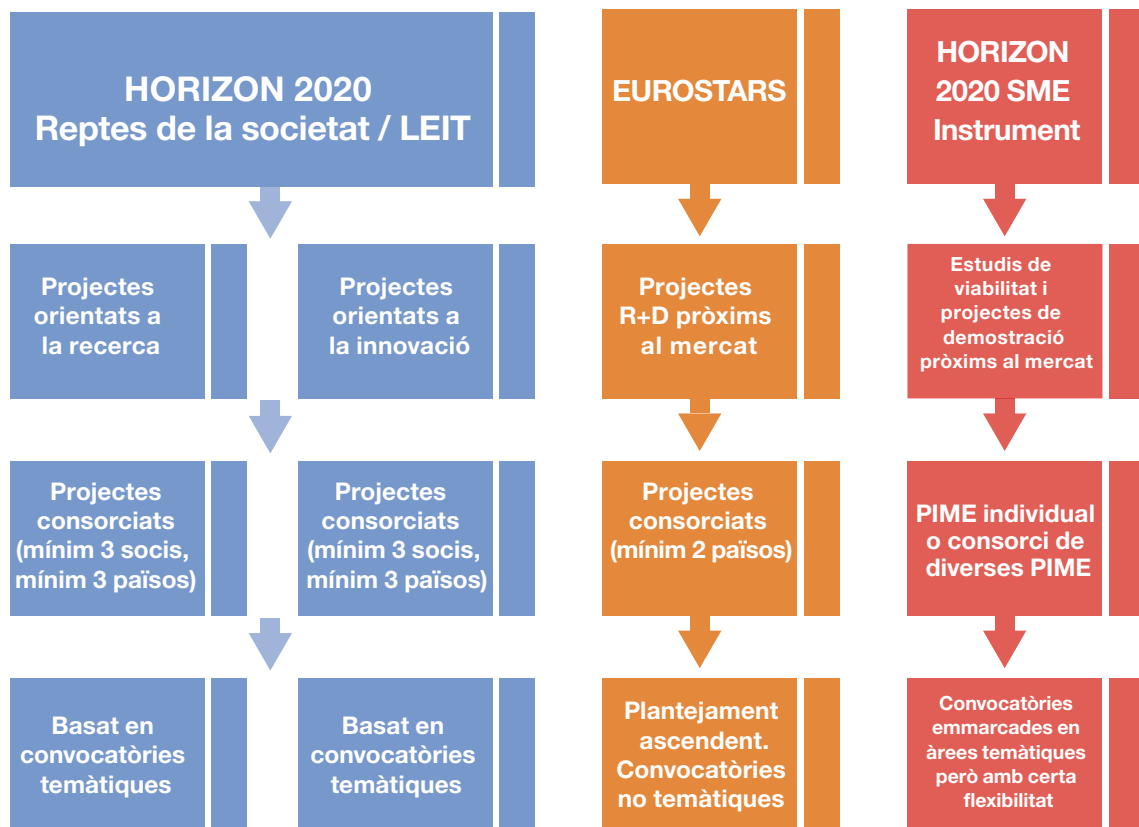 HORIZON 2020
Reptes de la societat / LEIT
EUROSTARS
HORIZON
2020 SME
Instrument
Projectes
orientats a
la recerca
Projectes
orientats a
la innovació
Projectes
R+D pròxims
al mercat
Estudis de
viabilitat i
projectes de
demostració
pròxims al mercat
Projectes
consorciats
(mínim 3 socis,
mínim 3 països)
Projectes
consorciats
(mínim 3 socis,
mínim 3 països)
Projectes
consorciats
(mínim 2 països)
PIME individual
o consorci de
diverses PIME
Basat en
convocatòries
temàtiques
Basat en
convocatòries
temàtiques
Plantejament
ascendent.
Convocatòries
no temàtiques
Convocatòries
emmarcades en
àrees temàtiques
però amb certa
flexibilitat